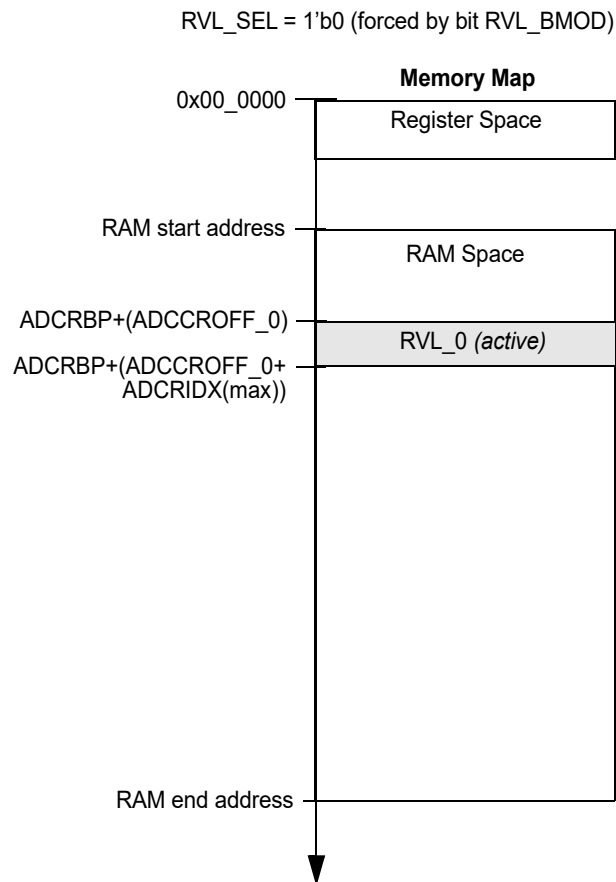 RVL_SEL = 1'b0 (forced by bit RVL_BMOD)
Memory Map
0x00_0000
Register Space
RAM start address
RAM Space
ADCRBP+(ADCCROFF_0)
RVL_0 (active)
ADCRBP+(ADCCROFF_0+
ADCRIDX(max))
RAM end address